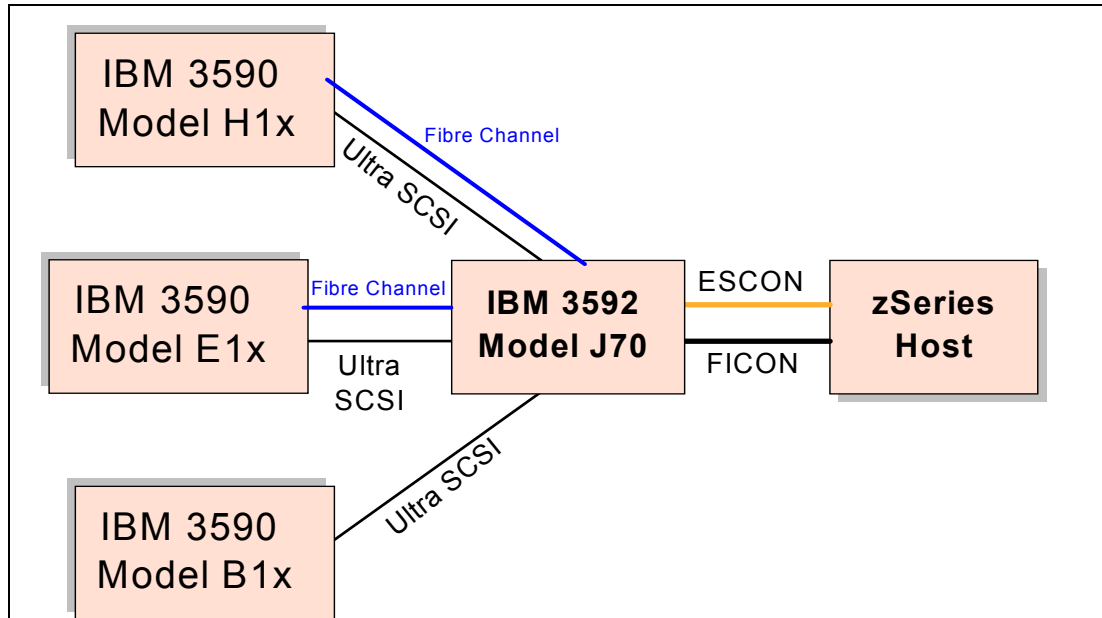 IBM 3590
Model H1x
Fibre Channel
Ultra SCSI
IBM 3590
Model E1x
Fibre Channel
Ultra
SCSI
IBM 3592
Model J70
ESCON
FICON
zSeries
Host
Ultra SCSI
IBM 3590
Model B1x